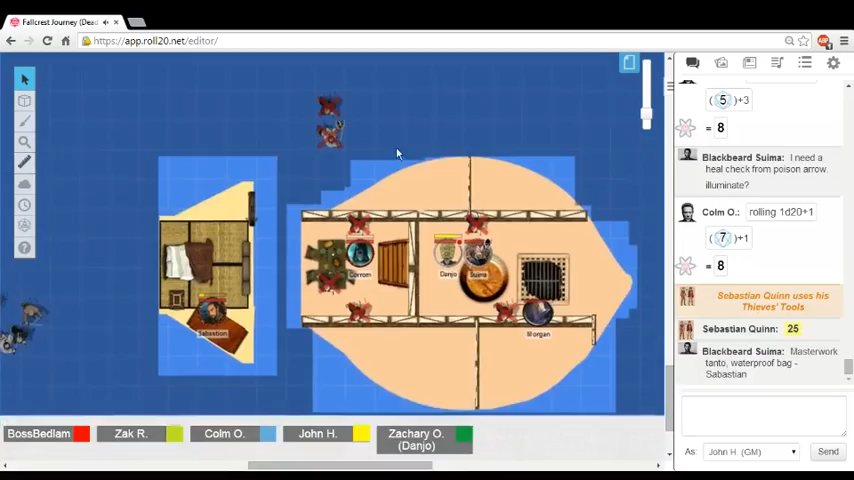 Fallcrest Journey (Dead
https://app.roll20.net/editor/
ABP
(5)+3
= 8
Blackbeard Suima: I need a
heal check from poison arrow.
illuminate?
Colm O.: rolling 1d20+1
(7)+1
= 8
Sebastian Quinn uses his
Thieves' Tools
Sebastian Quinn: 25
Blackbeard Suima: Masterwork
tanto, waterproof bag -
Sabastian
Corrom
Danjo
Suima
Morgan
Sabastion
BossBedlam
Zak R.
Colm O.
John H.
Zachary O.
(Danjo)
As:
John H. (GM)
Send